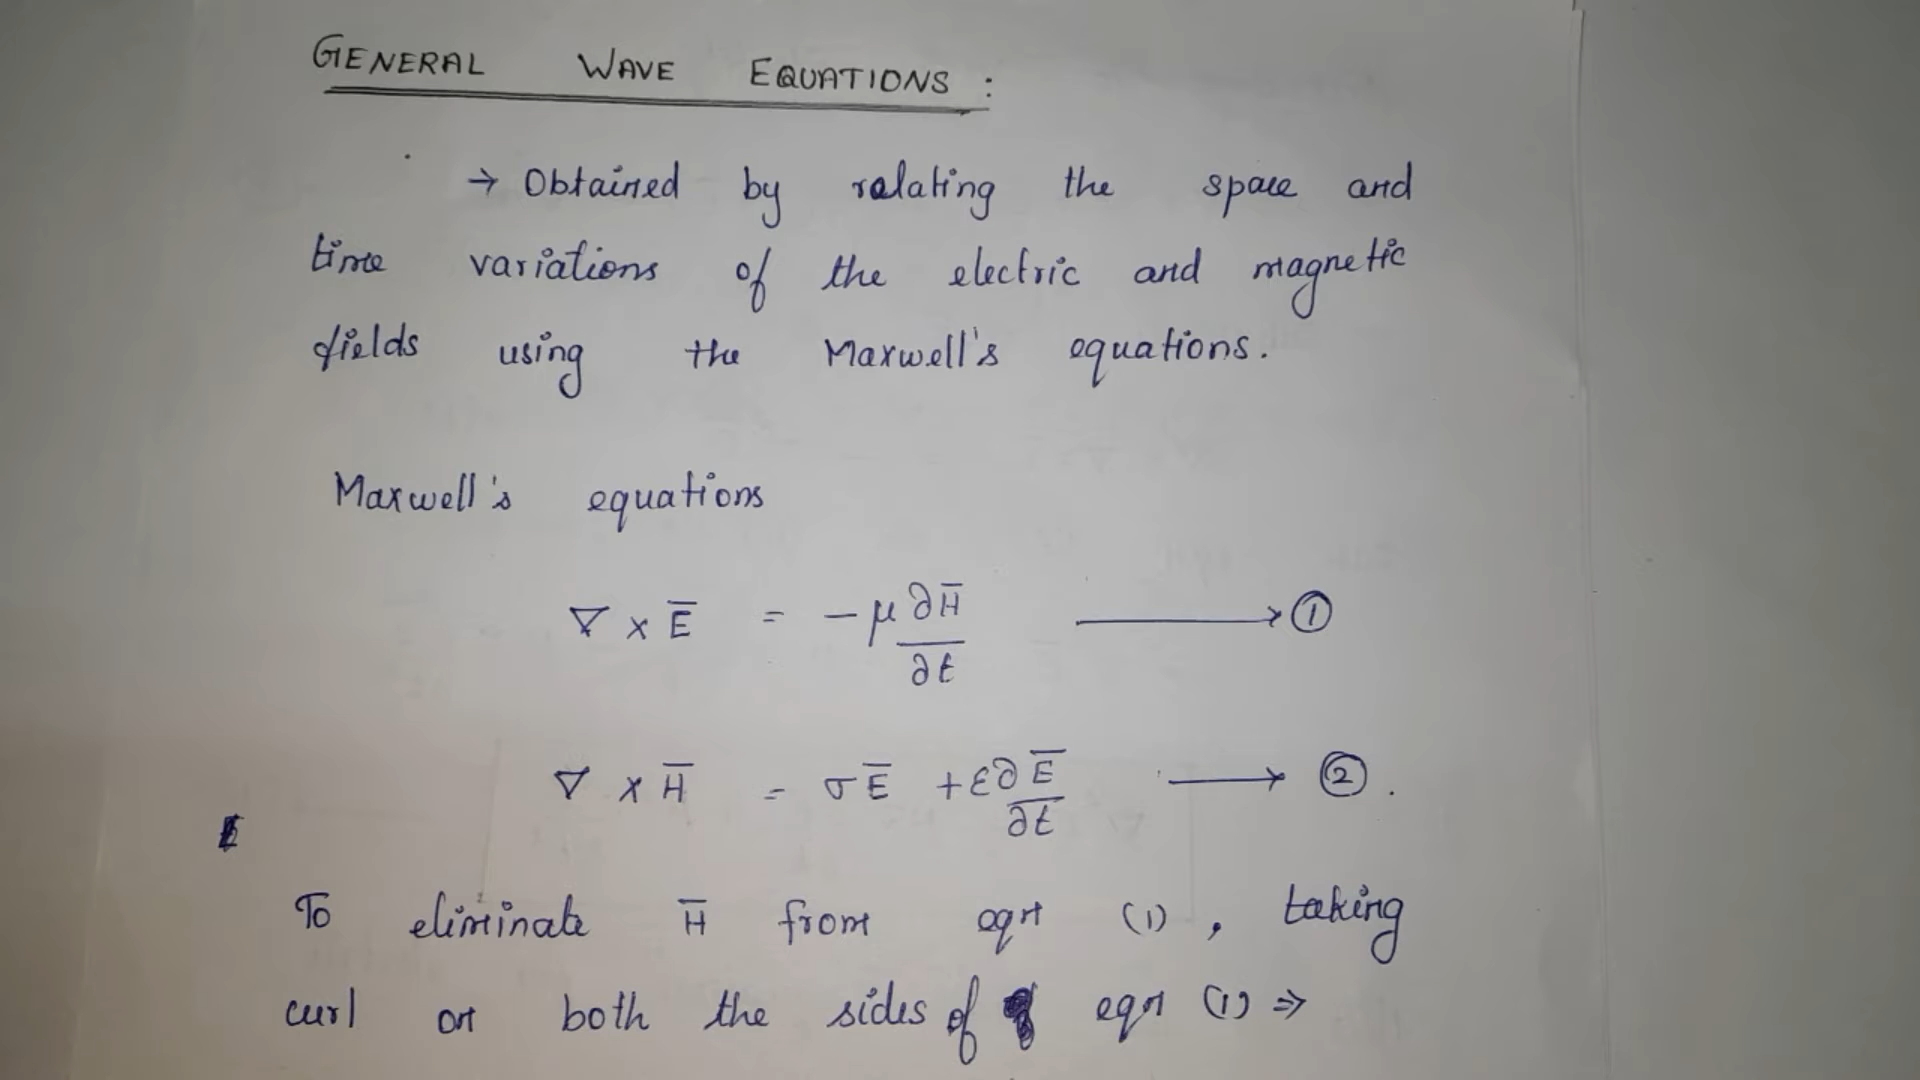 GENERAL WAVE EQUATIONS :
→ Obtained by relating the space and
time variations of the electric and magnetic
fields using the Maxwell's equations.
Maxwell's equations
∇ × E̅ = -μ ∂H̅/∂t ⟶ ①
∇ × H̅ = σE̅ + ε∂E̅/∂t ⟶ ② .
To eliminate H̅ from eqn (1) , taking
curl on both the sides of eqn (1) ⇒